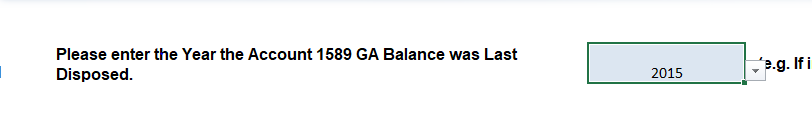 Please enter the Year the Account 1589 GA Balance was Last
Disposed.
2015
e.g. If